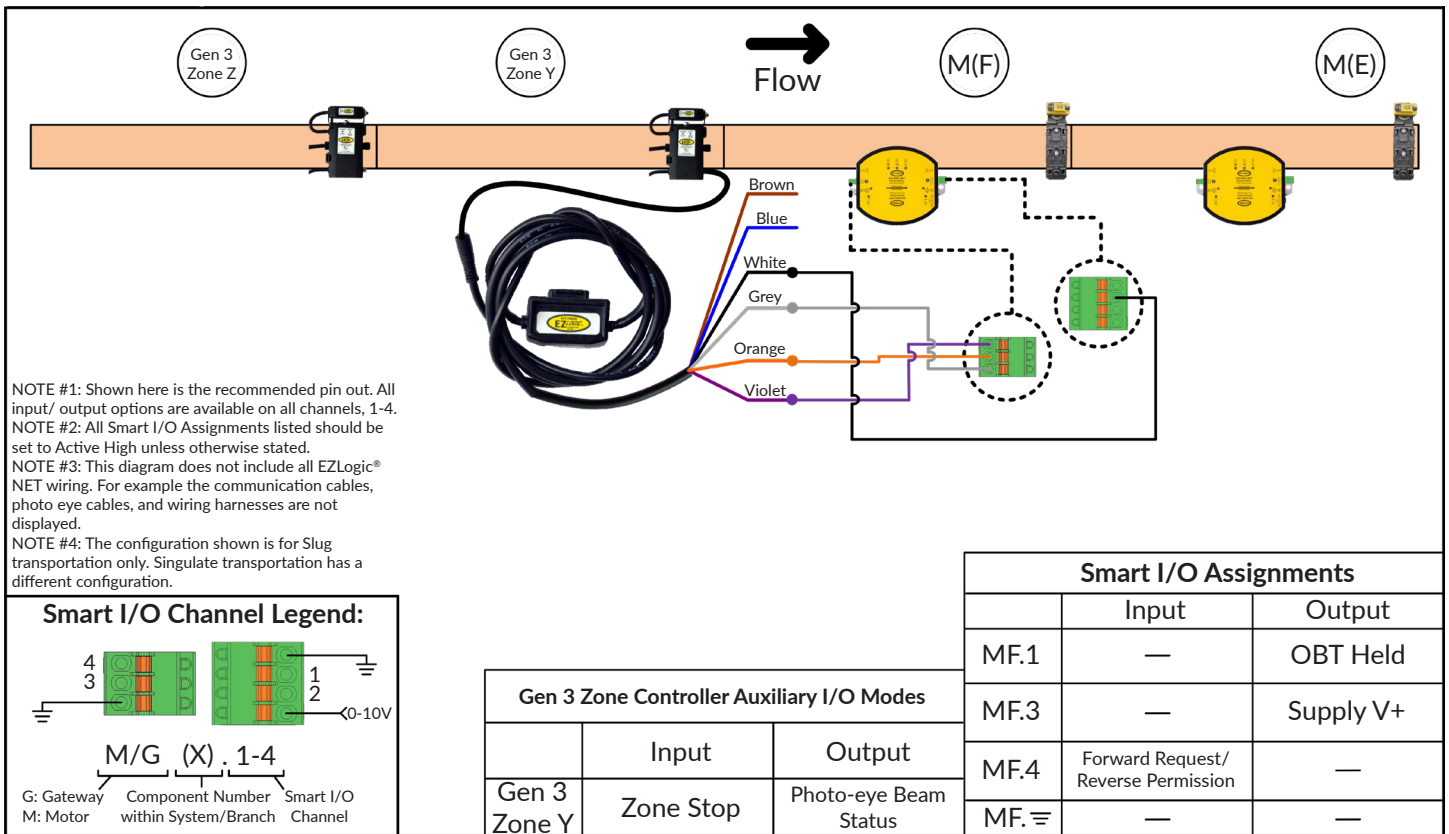 Gen 3
Zone Z
Gen 3
Zone Y
Flow
M(F)
M(E)
Brown
Blue
White
Grey
Orange
Violet
EZLOGIC
NOTE #1: Shown here is the recommended pin out. All
input/ output options are available on all channels, 1-4.
NOTE #2: All Smart I/O Assignments listed should be
set to Active High unless otherwise stated.
NOTE #3: This diagram does not include all EZLogic®
NET wiring. For example the communication cables,
photo eye cables, and wiring harnesses are not
displayed.
NOTE #4: The configuration shown is for Slug
transportation only. Singulate transportation has a
different configuration.
Smart I/O Channel Legend:
4
3
1
2
0-10V
M/G (X) . 1-4
G: Gateway
M: Motor
Component Number
within System/Branch
Smart I/O
Channel
Gen 3 Zone Controller Auxiliary I/O Modes
Input Output
Gen 3
Zone Y
Zone Stop
Photo-eye Beam
Status
Smart I/O Assignments
Input Output
MF.1 — OBT Held
MF.3 — Supply V+
MF.4
Forward Request/
Reverse Permission
—
MF. — —